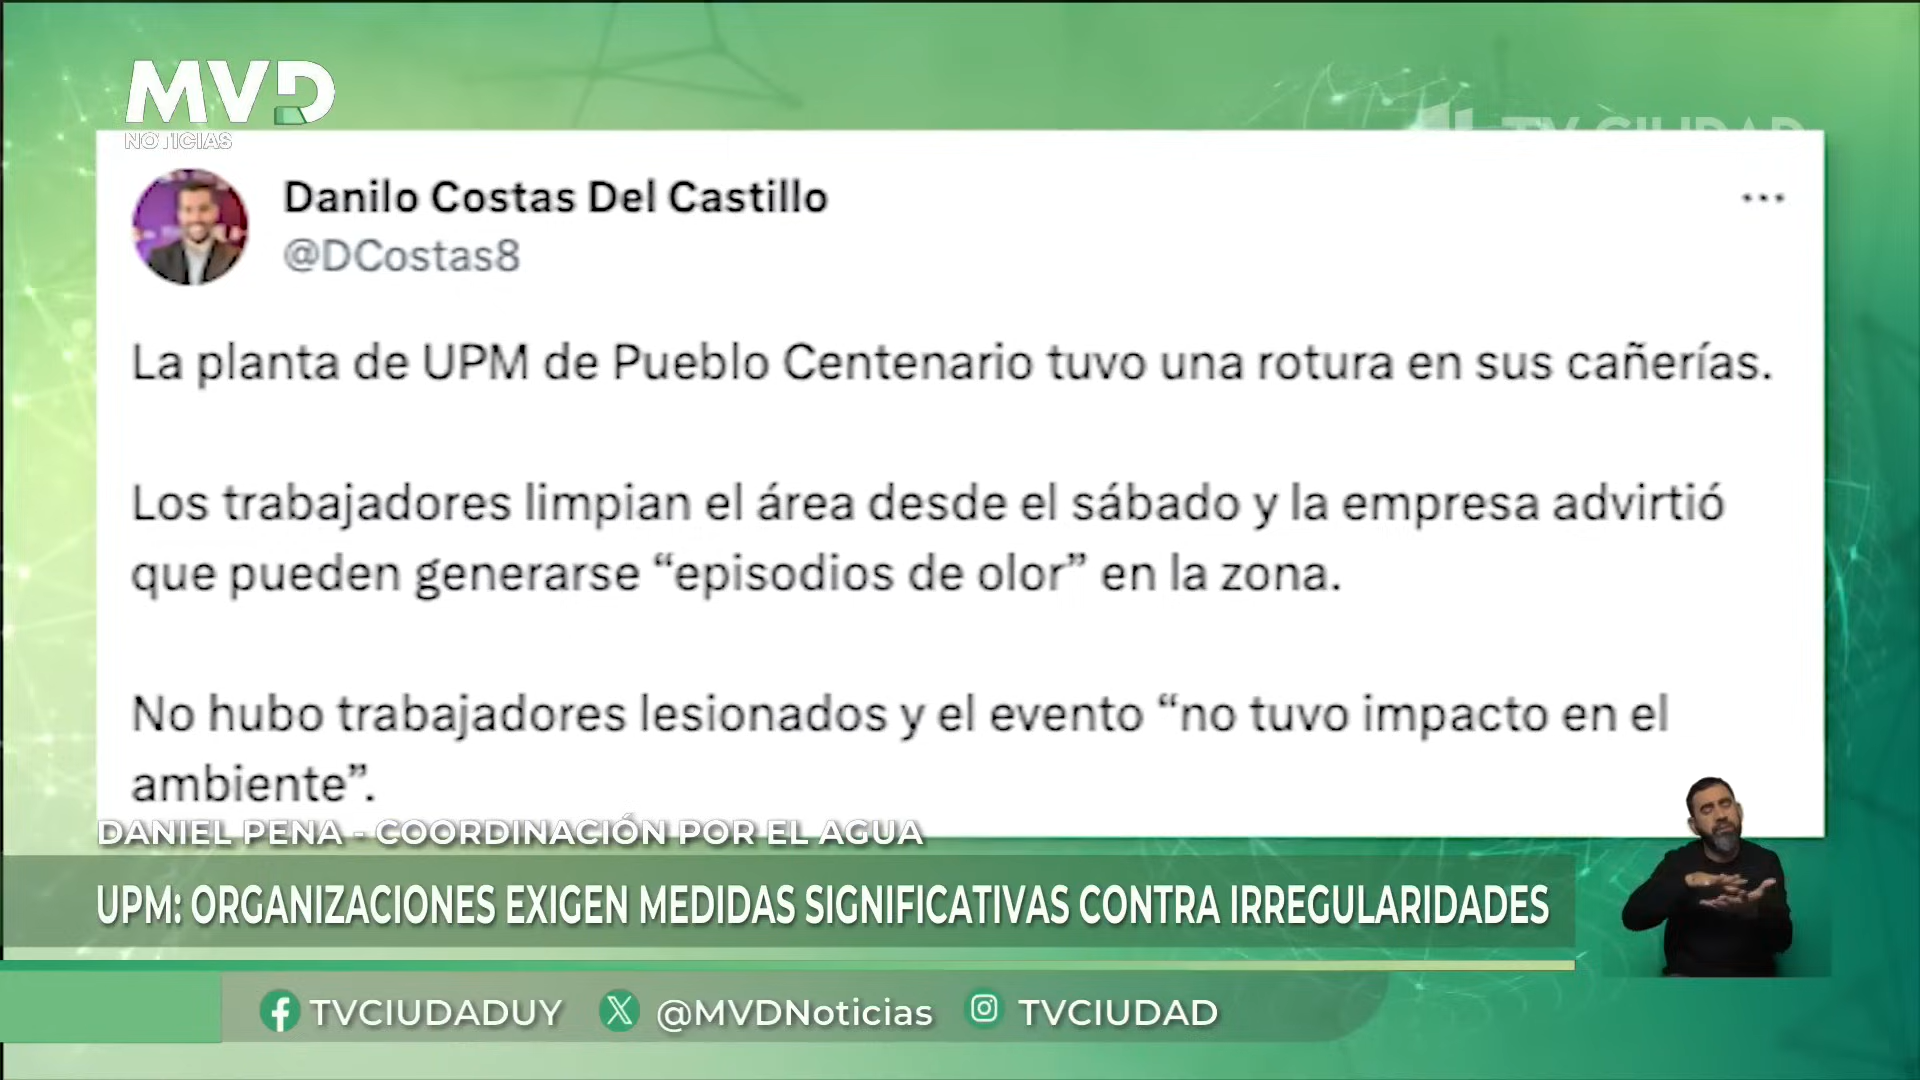 MVD
NOTICIAS
TV CIUDAD
Danilo Costas Del Castillo
@DCostas8
La planta de UPM de Pueblo Centenario tuvo una rotura en sus cañerías.
Los trabajadores limpian el área desde el sábado y la empresa advirtió
que pueden generarse “episodios de olor” en la zona.
No hubo trabajadores lesionados y el evento “no tuvo impacto en el
ambiente”.
DANIEL PENA - COORDINACIÓN POR EL AGUA
UPM: ORGANIZACIONES EXIGEN MEDIDAS SIGNIFICATIVAS CONTRA IRREGULARIDADES
TVCIUDADUY @MVDNoticias TVCIUDAD